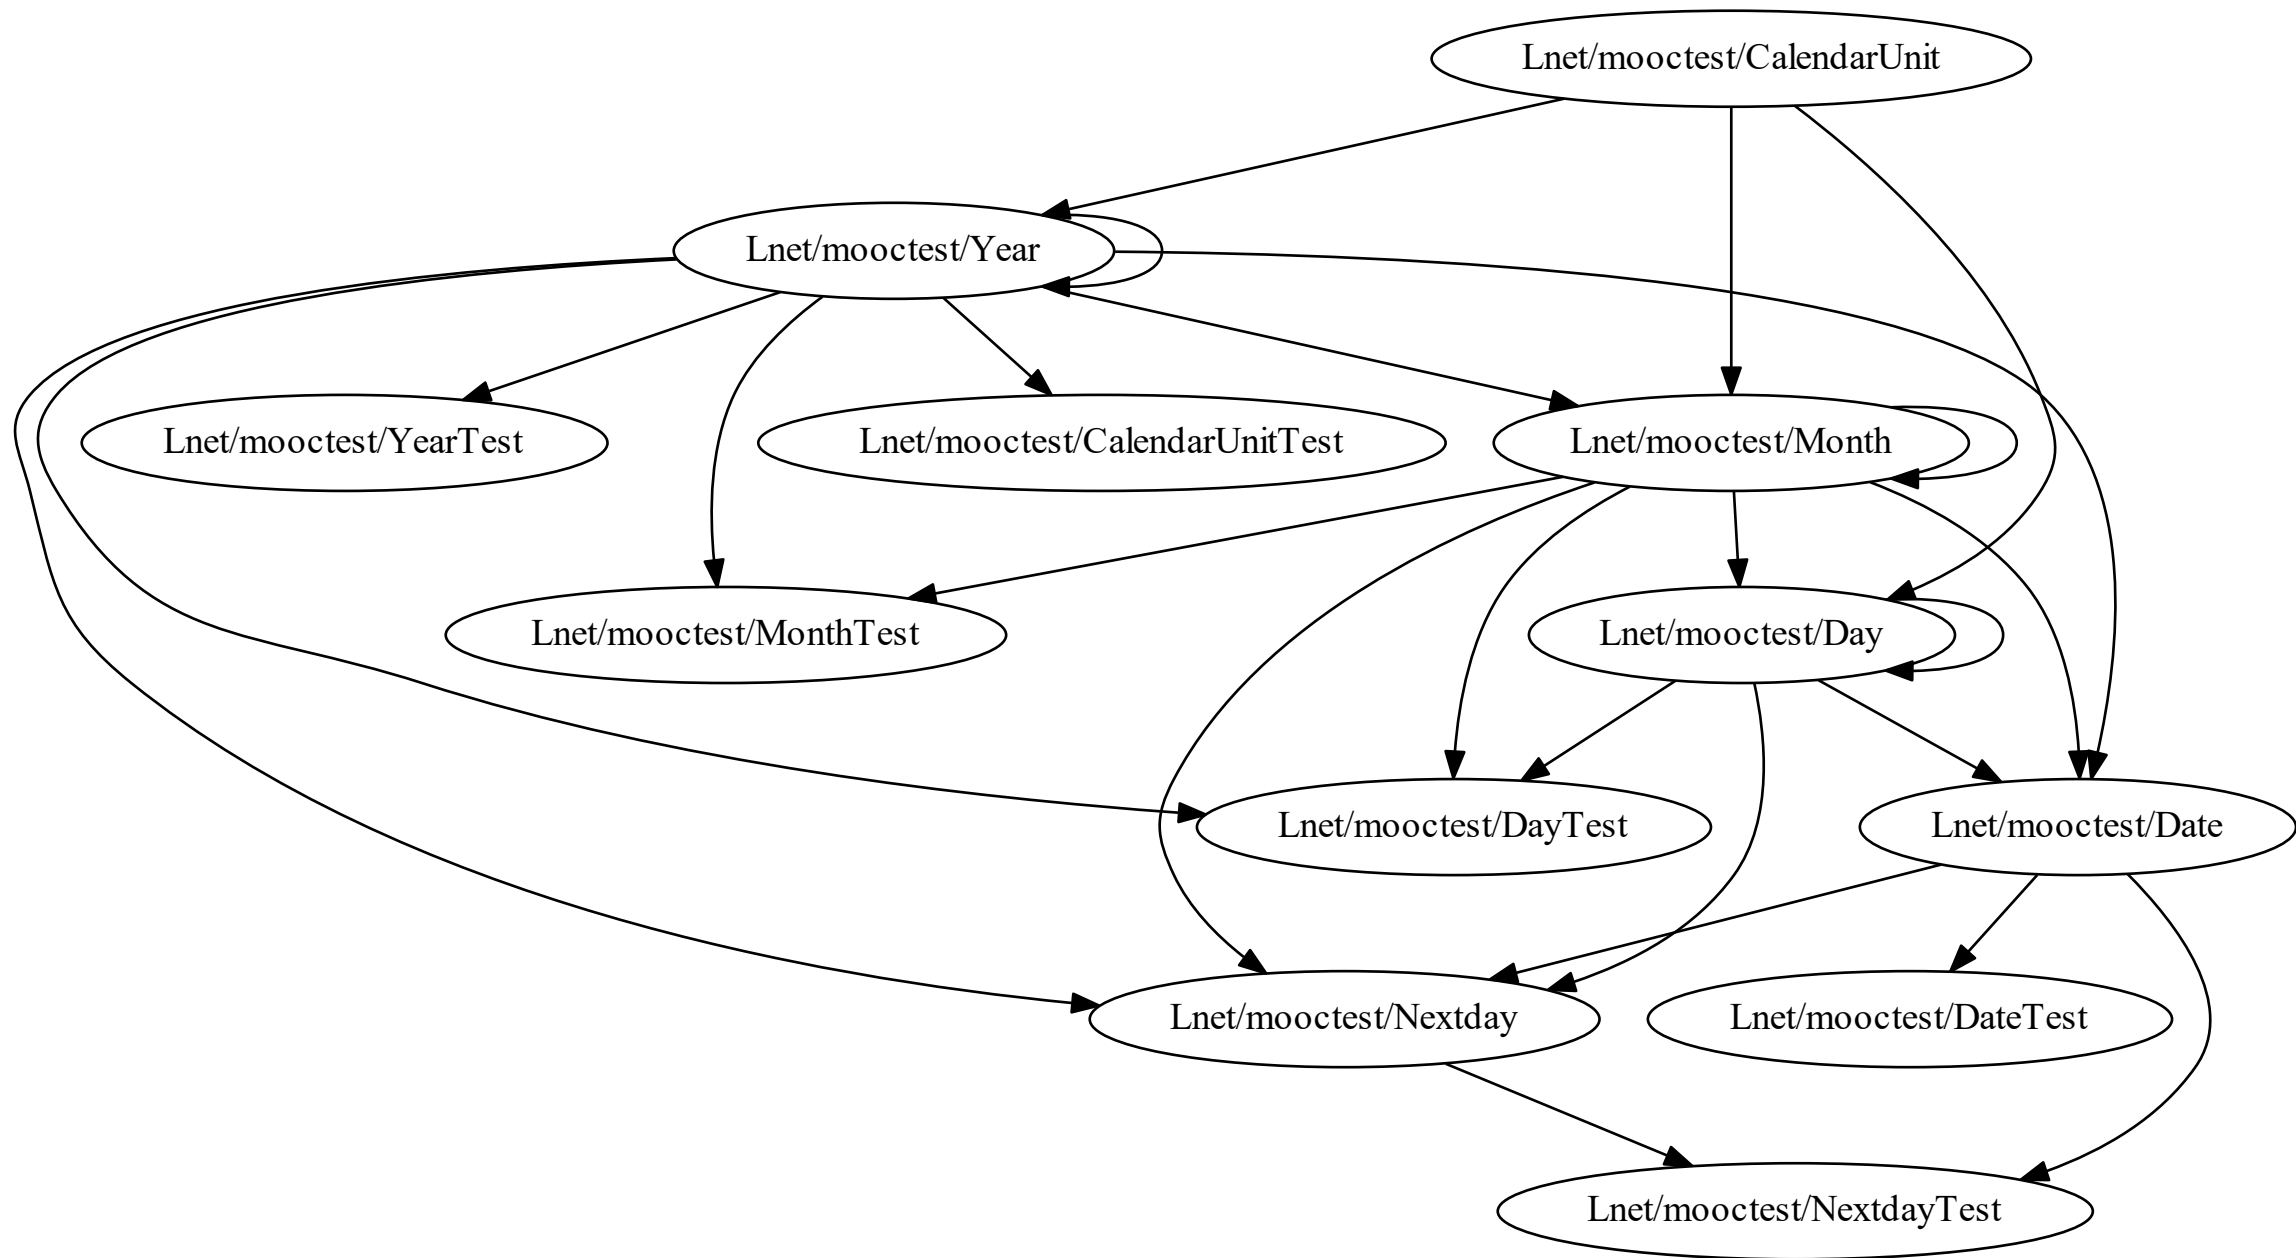 Lnet/mooctest/CalendarUnit
Lnet/mooctest/Year
Lnet/mooctest/YearTest
Lnet/mooctest/CalendarUnitTest
Lnet/mooctest/Month
Lnet/mooctest/MonthTest
Lnet/mooctest/Day
Lnet/mooctest/DayTest
Lnet/mooctest/Date
Lnet/mooctest/Nextday
Lnet/mooctest/DateTest
Lnet/mooctest/NextdayTest